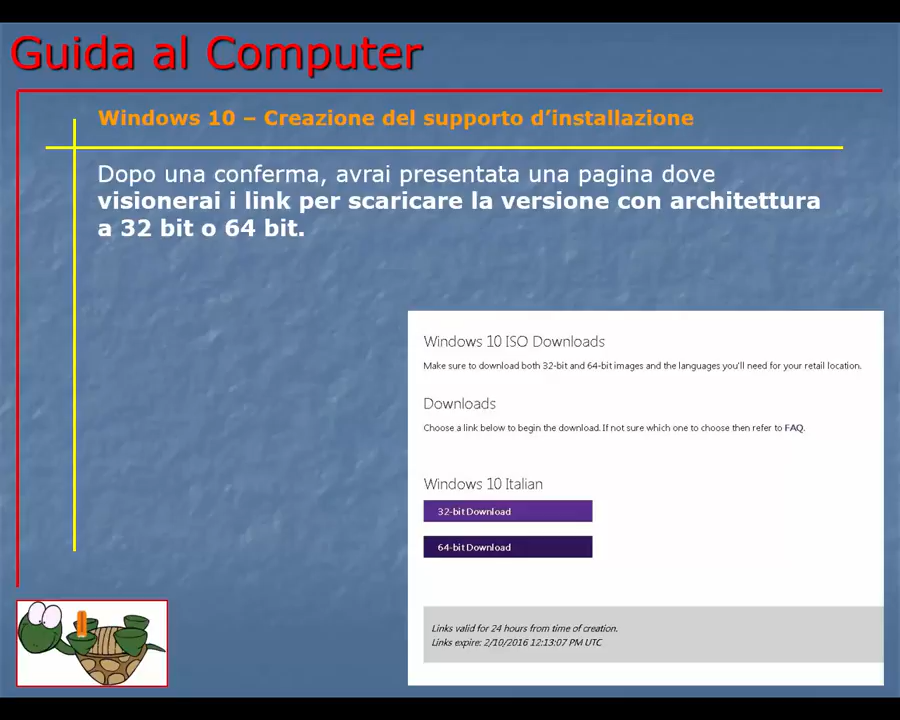 Guida al Computer
Windows 10 – Creazione del supporto d’installazione
Dopo una conferma, avrai presentata una pagina dove
visionerai i link per scaricare la versione con architettura
a 32 bit o 64 bit.
Windows 10 ISO Downloads
Make sure to download both 32-bit and 64-bit images and the languages you'll need for your retail location.
Downloads
Choose a link below to begin the download. If not sure which one to choose then refer to FAQ.
Windows 10 Italian
32-bit Download
64-bit Download
Links valid for 24 hours from time of creation.
Links expire: 2/10/2016 12:13:07 PM UTC